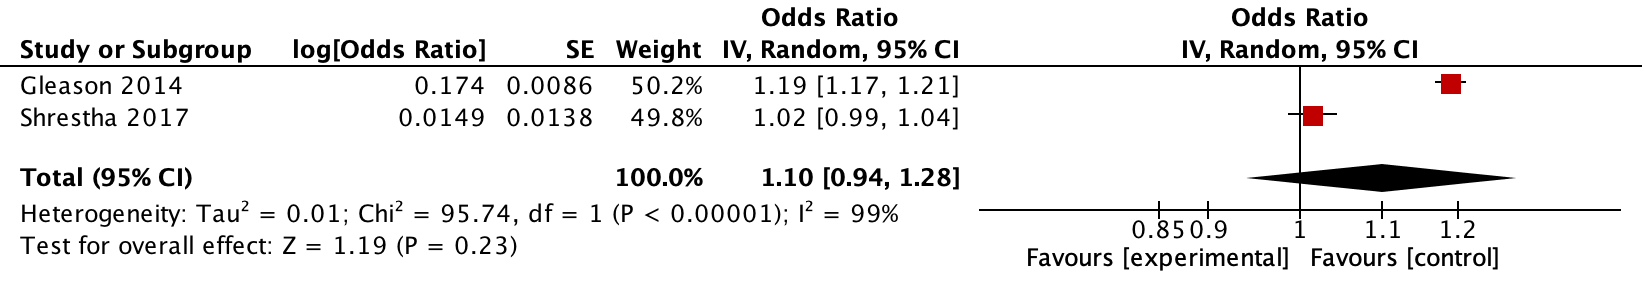 Odds Ratio Odds Ratio
Study or Subgroup log[Odds Ratio] SE Weight IV, Random, 95% CI IV, Random, 95% CI
Gleason 2014 0.174 0.0086 50.2% 1.19 [1.17, 1.21]
Shrestha 2017 0.0149 0.0138 49.8% 1.02 [0.99, 1.04]
Total (95% CI) 100.0% 1.10 [0.94, 1.28]
Heterogeneity: Tau² = 0.01; Chi² = 95.74, df = 1 (P < 0.00001); I² = 99%
0.85 0.9 1 1.1 1.2
Test for overall effect: Z = 1.19 (P = 0.23)
Favours [experimental] Favours [control]